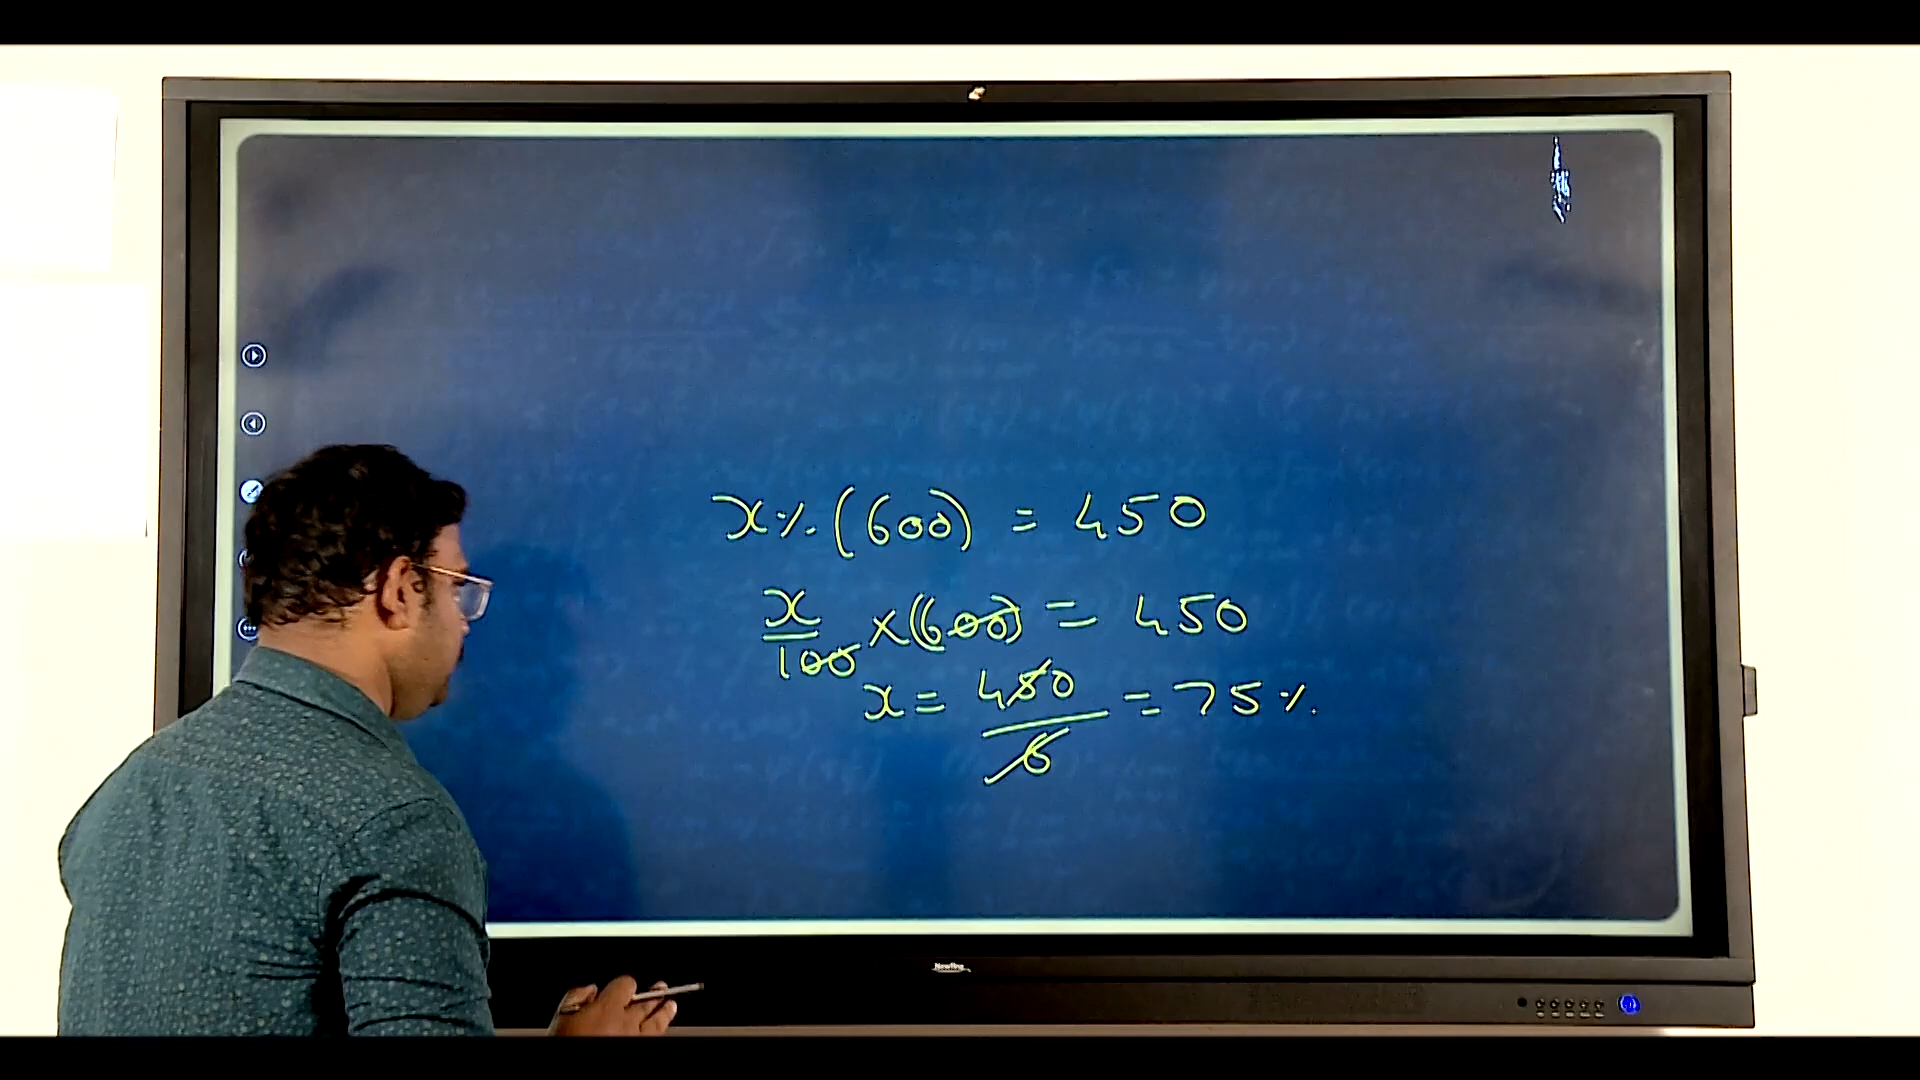 x% (600) = 450
x/100 × (600) = 450
x = 450/6 = 75%